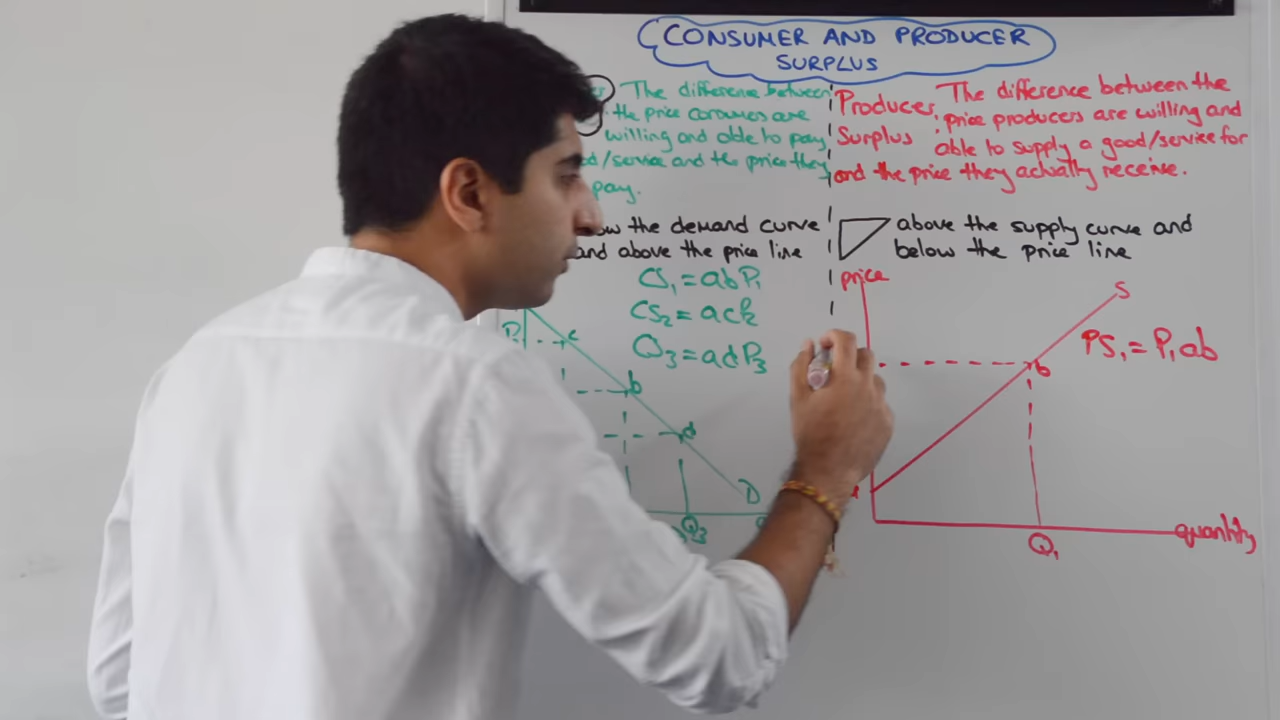 CONSUMER AND PRODUCER
SURPLUS
The difference between
the price consumers are
willing and able to pay
/service and the price they
pay.
the demand curve
and above the price line
CS₁ = abP₁
CS₂ = acP₂
Q₃ = adP₃
c
b
d
D
Q₃
Producer
Surplus
The difference between the
price producers are willing and
able to supply a good/service for
and the price they actually receive.
above the supply curve and
below the price line
price
S
PS₁ = P₁ab
b
Q₁
quantity